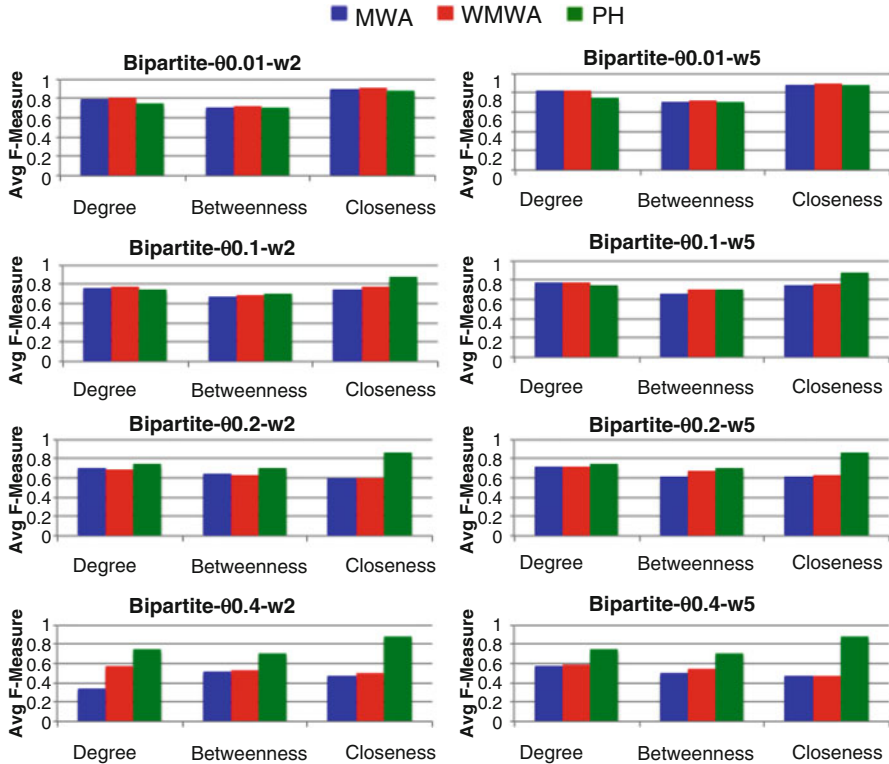 MWA WMWA PH
Bipartite-θ0.01-w2
Avg F-Measure
1
0.8
0.6
0.4
0.2
0
Degree Betweenness Closeness
Bipartite-θ0.01-w5
Avg F-Measure
1
0.8
0.6
0.4
0.2
0
Degree Betweenness Closeness
Bipartite-θ0.1-w2
Avg F-Measure
1
0.8
0.6
0.4
0.2
0
Degree Betweenness Closeness
Bipartite-θ0.1-w5
Avg F-Measure
1
0.8
0.6
0.4
0.2
0
Degree Betweenness Closeness
Bipartite-θ0.2-w2
Avg F-Measure
1
0.8
0.6
0.4
0.2
0
Degree Betweenness Closeness
Bipartite-θ0.2-w5
Avg F-Measure
1
0.8
0.6
0.4
0.2
0
Degree Betweenness Closeness
Bipartite-θ0.4-w2
Avg F-Measure
1
0.8
0.6
0.4
0.2
0
Degree Betweenness Closeness
Bipartite-θ0.4-w5
Avg F-Measure
1
0.8
0.6
0.4
0.2
0
Degree Betweenness Closeness